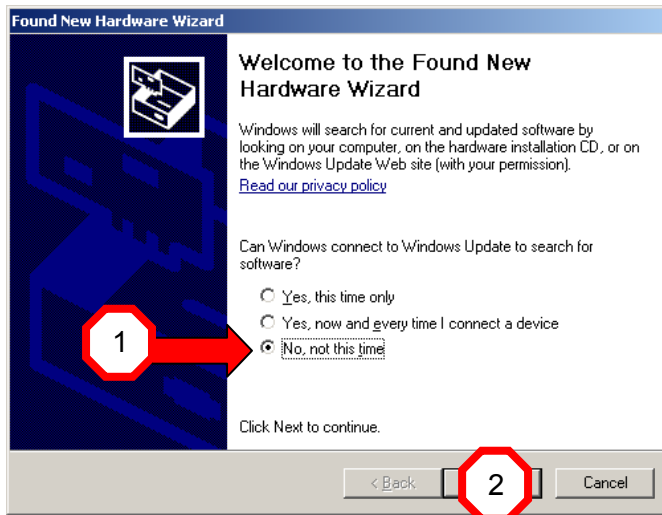 Found New Hardware Wizard
Welcome to the Found New
Hardware Wizard
Windows will search for current and updated software by
looking on your computer, on the hardware installation CD, or on
the Windows Update Web site (with your permission).
Read our privacy policy
Can Windows connect to Windows Update to search for
software?
Yes, this time only
Yes, now and every time I connect a device
1
No, not this time
Click Next to continue.
< Back
2
Cancel